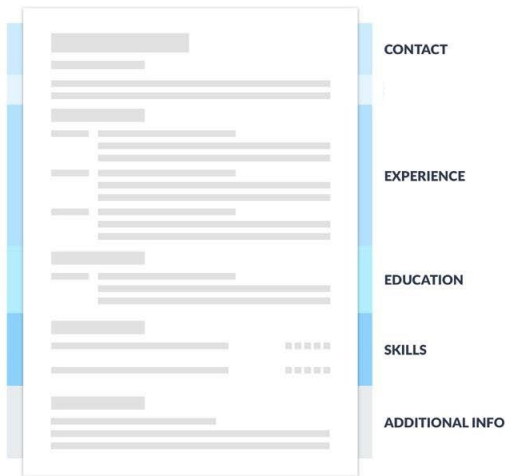 CONTACT
EXPERIENCE
EDUCATION
SKILLS
ADDITIONAL INFO